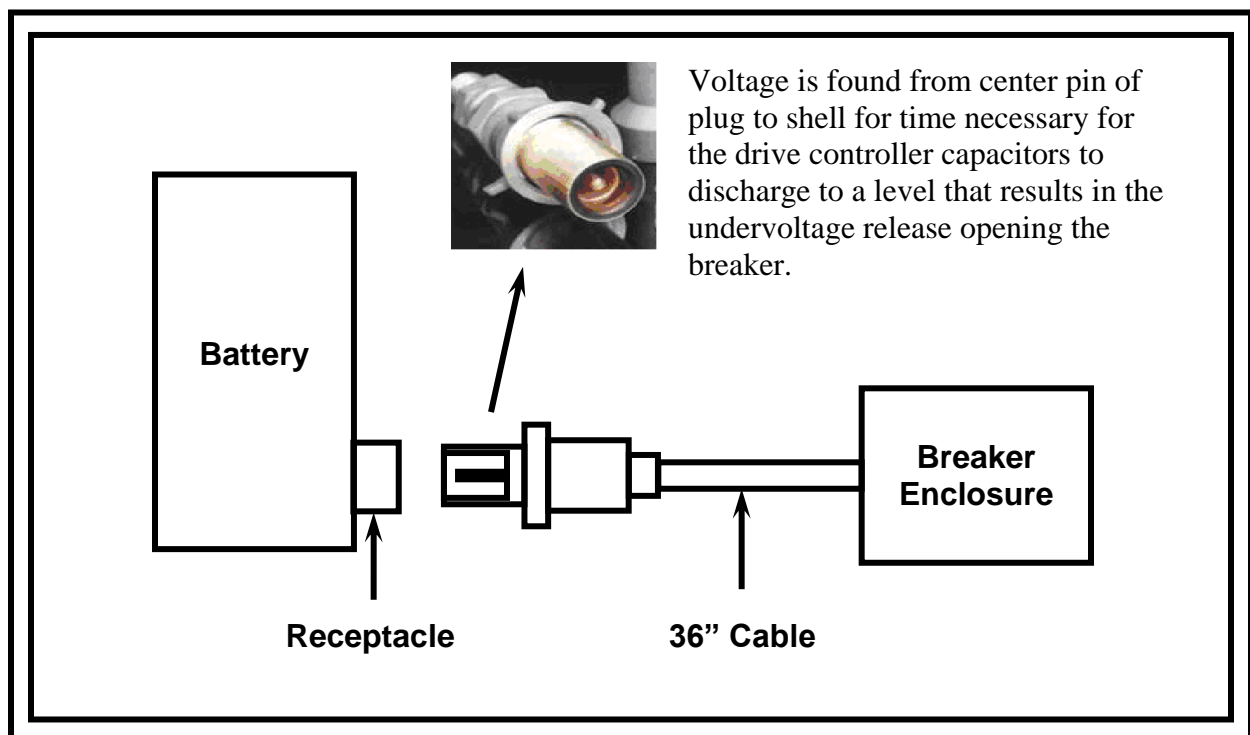 Voltage is found from center pin of
plug to shell for time necessary for
the drive controller capacitors to
discharge to a level that results in the
undervoltage release opening the
breaker.
Battery
Breaker
Enclosure
Receptacle
36” Cable